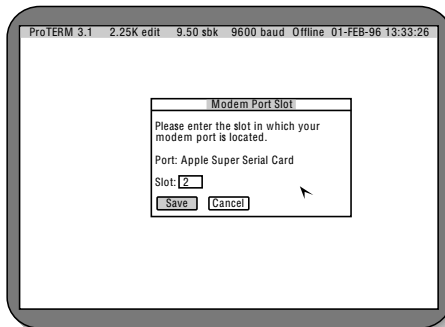 ProTERM 3.1 2.25K edit 9.50 sbk 9600 baud Offline 01-FEB-96 13:33:26
Modem Port Slot
Please enter the slot in which your
modem port is located.
Port: Apple Super Serial Card
Slot: 2
Save Cancel